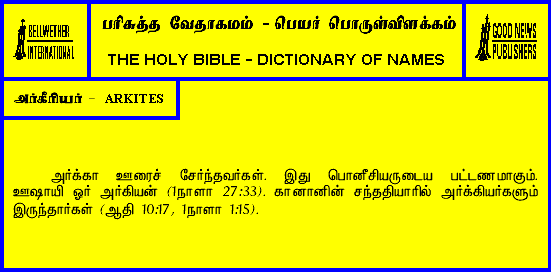 BELLWETHER
INTERNATIONAL
பரிசுத்த வேதாகமம் - பெயர் பொருள்விளக்கம்
THE HOLY BIBLE - DICTIONARY OF NAMES
GOOD NEWS
PUBLISHERS
அர்கீரியர் - ARKITES
அர்க்கா ஊரைச் சேர்ந்தவர்கள். இது பொனீசியருடைய பட்டணமாகும்.
ஊஷாயி ஓர் அர்கியன் (1நாளா 27:33). கானானின் சந்ததியாரில் அர்க்கியர்களும்
இருந்தார்கள் (ஆதி 10:17, 1நாளா 1:15).